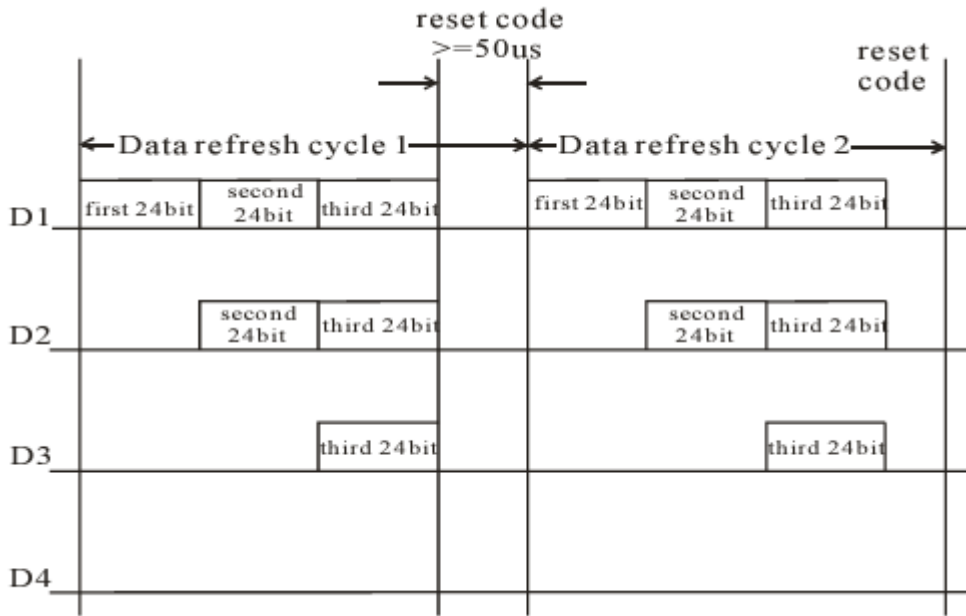 reset code
>=50us
reset
code
Data refresh cycle 1
Data refresh cycle 2
D1
first 24bit
second
24bit
third 24bit
first 24bit
second
24bit
third 24bit
D2
second
24bit
third 24bit
second
24bit
third 24bit
D3
third 24bit
third 24bit
D4